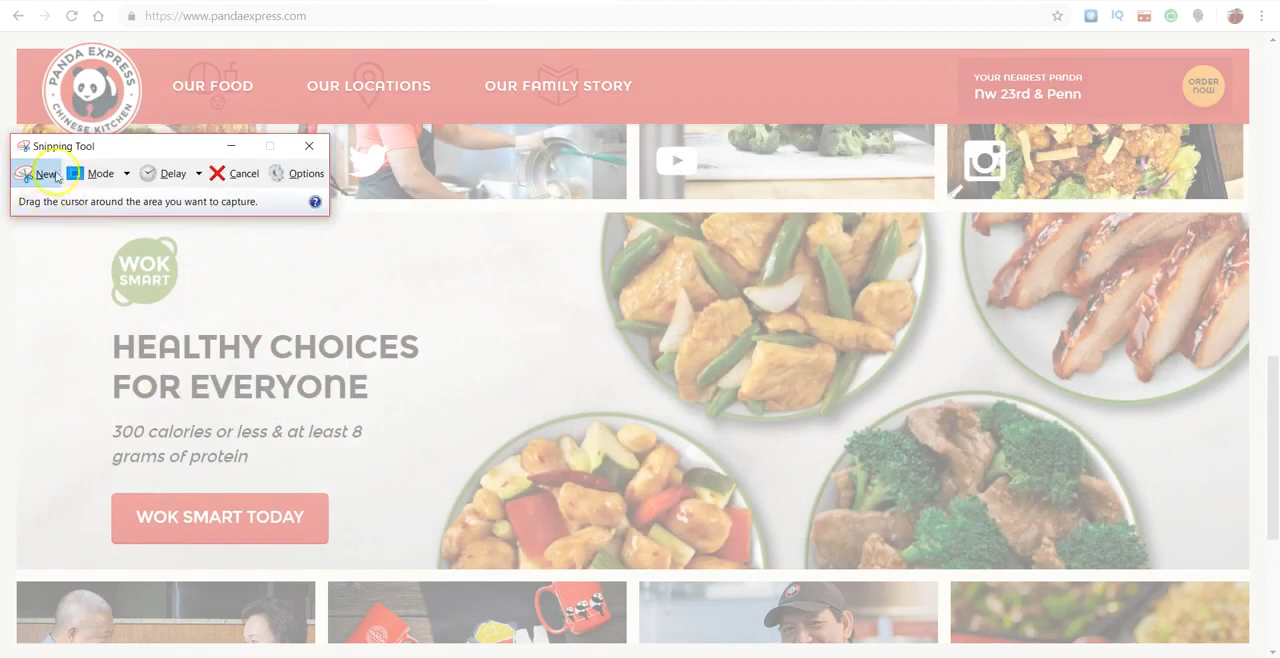 https://www.pandaexpress.com
IQ
PANDA EXPRESS
CHINESE KITCHEN
OUR FOOD
OUR LOCATIONS
OUR FAMILY STORY
YOUR NEAREST PANDA
Nw 23rd & Penn
ORDER
NOW
Snipping Tool
New
Mode
Delay
Cancel
Options
Drag the cursor around the area you want to capture.
?
WOK
SMART
HEALTHY CHOICES
FOR EVERYONE
300 calories or less & at least 8
grams of protein
WOK SMART TODAY